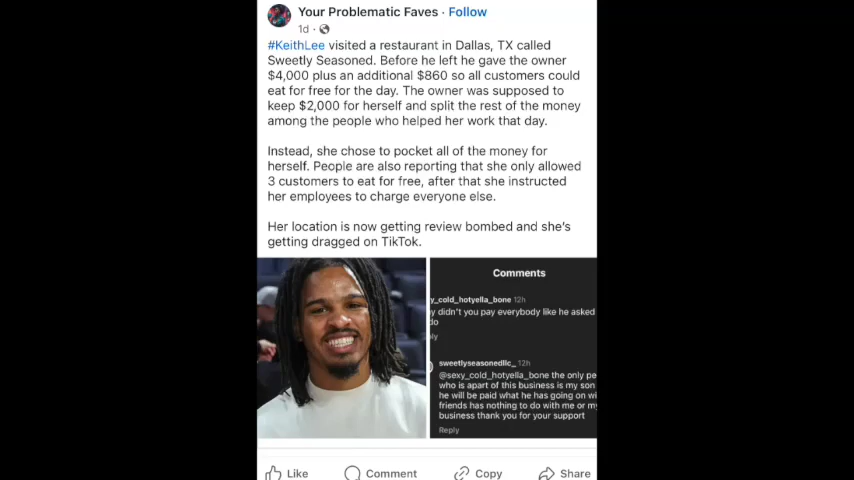 Your Problematic Faves · Follow
1d ·
#KeithLee visited a restaurant in Dallas, TX called
Sweetly Seasoned. Before he left he gave the owner
$4,000 plus an additional $860 so all customers could
eat for free for the day. The owner was supposed to
keep $2,000 for herself and split the rest of the money
among the people who helped her work that day.
Instead, she chose to pocket all of the money for
herself. People are also reporting that she only allowed
3 customers to eat for free, after that she instructed
her employees to charge everyone else.
Her location is now getting review bombed and she's
getting dragged on TikTok.
Comments
y_cold_hotyella_bone 12h
y didn't you pay everybody like he asked
do
ly
sweetlyseasonedllc_ 12h
@sexy_cold_hotyella_bone the only pe
who is apart of this business is my son
he will be paid what he has going on wi
friends has nothing to do with me or my
business thank you for your support
Reply
Like
Comment
Copy
Share